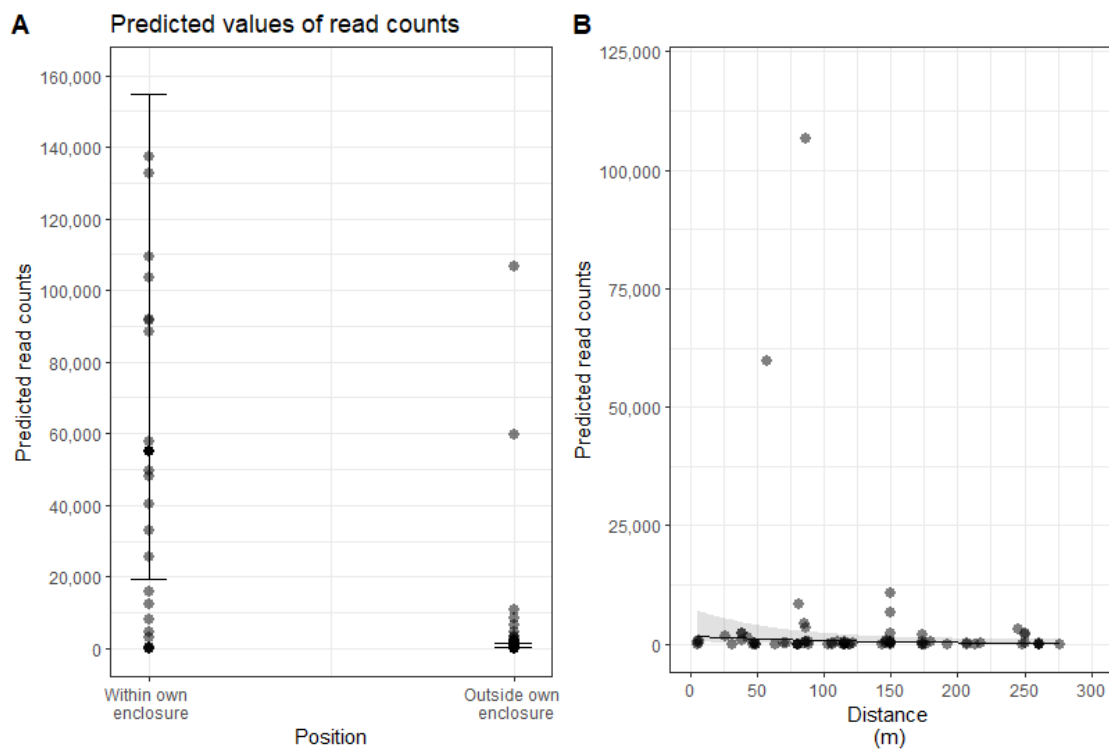 A
Predicted values of read counts
Predicted read counts
160,000
140,000
120,000
100,000
80,000
60,000
40,000
20,000
0
Within own
enclosure
Outside own
enclosure
Position
B
Predicted read counts
125,000
100,000
75,000
50,000
25,000
0
0
50
100
150
200
250
300
Distance
(m)